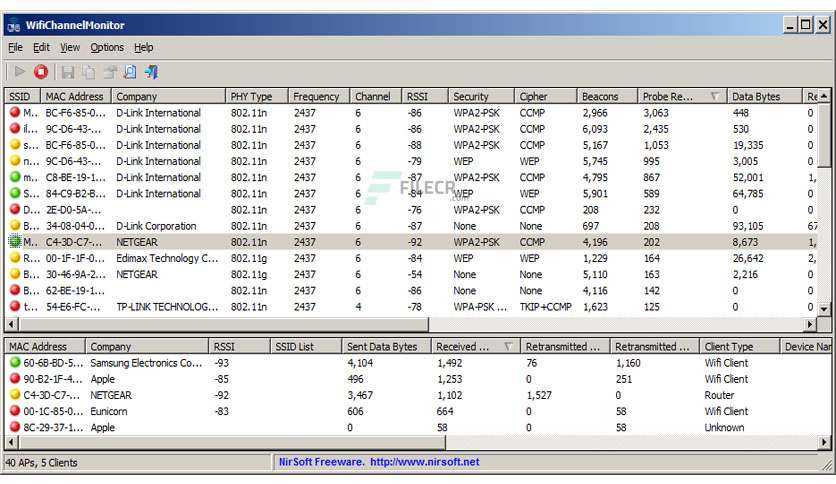 WifiChannelMonitor
File Edit View Options Help
SSID MAC Address Company PHY Type Frequency Channel RSSI Security Cipher Beacons Probe Re... Data Bytes Re
M... BC-F6-85-0... D-Link International 802.11n 2437 6 -86 WPA2-PSK CCMP 2,966 3,063 448 0
il... 9C-D6-43-... D-Link International 802.11n 2437 6 -86 WPA2-PSK CCMP 6,093 2,435 530 0
s... BC-F6-85-0... D-Link International 802.11n 2437 6 -88 WPA2-PSK CCMP 5,167 1,053 19,335 0
n... 9C-D6-43-... D-Link International 802.11n 2437 6 -79 WEP WEP 5,745 995 3,005 0
m... C8-BE-19-1... D-Link International 802.11n 2437 6 -87 WPA2-PSK CCMP 4,795 867 52,001 1,
S... 84-C9-B2-B... D-Link International 802.11n 2437 6 -84 WEP WEP 5,901 589 64,785 0
D... 2E-D0-5A-... 802.11n 2437 6 -76 WPA2-PSK CCMP 208 232 0 0
B... 34-08-04-0... D-Link Corporation 802.11n 2437 6 -87 None None 697 208 93,105 67
M... C4-3D-C7-... NETGEAR 802.11n 2437 6 -92 WPA2-PSK CCMP 4,196 202 8,673 1,
R... 00-1F-1F-0... Edimax Technology C... 802.11g 2437 6 -84 WEP WEP 1,229 164 26,642 2,
B... 30-46-9A-2... NETGEAR 802.11g 2437 6 -54 None None 5,110 163 2,216 0
B... 62-BE-19-1... 802.11n 2437 6 -86 None None 4,116 142 0 0
t... 54-E6-FC-... TP-LINK TECHNOLOG... 802.11n 2437 4 -78 WPA-PSK ... TKIP+CCMP 1,623 125 0 0
FILECR
.com
MAC Address Company RSSI SSID List Sent Data Bytes Received ... Retransmitted ... Retransmitted ... Client Type Device Nar
60-6B-BD-5... Samsung Electronics Co... -93 4,104 1,492 76 1,160 Wifi Client
90-B2-1F-4... Apple -85 496 1,253 0 251 Wifi Client
C4-3D-C7-... NETGEAR -92 3,467 1,102 1,527 0 Router
00-1C-85-0... Eunicorn -83 606 664 0 58 Wifi Client
8C-29-37-1... Apple 0 58 0 58 Unknown
40 APs, 5 Clients NirSoft Freeware. http://www.nirsoft.net